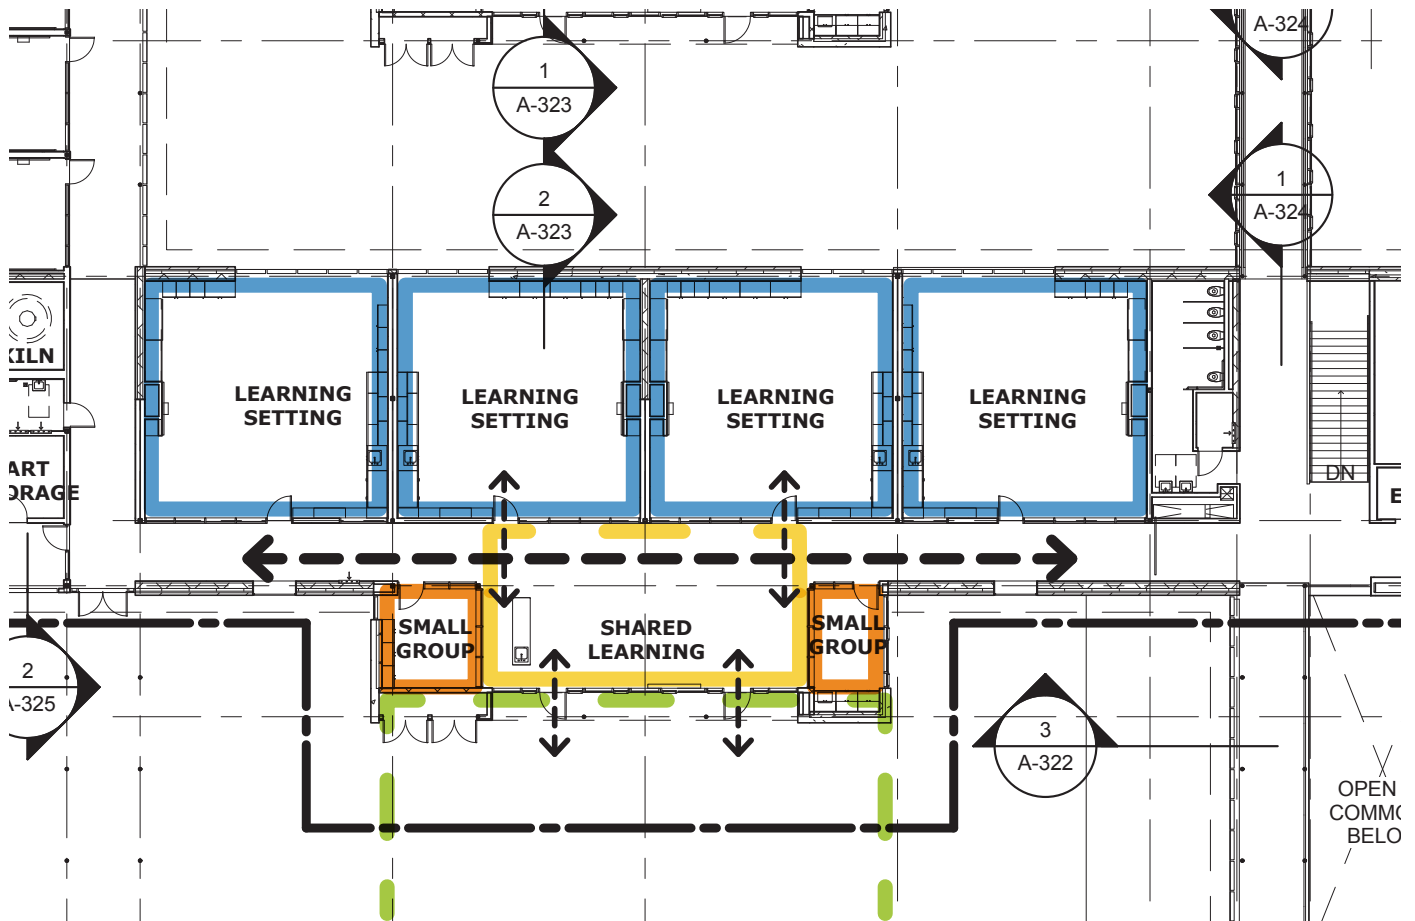 A-324
1
A-323
2
A-323
1
A-324
KILN
LEARNING
SETTING
LEARNING
SETTING
LEARNING
SETTING
LEARNING
SETTING
ART
ORAGE
DN
E
SMALL
GROUP
SHARED
LEARNING
SMALL
GROUP
2
A-325
3
A-322
OPEN
COMMO
BELO